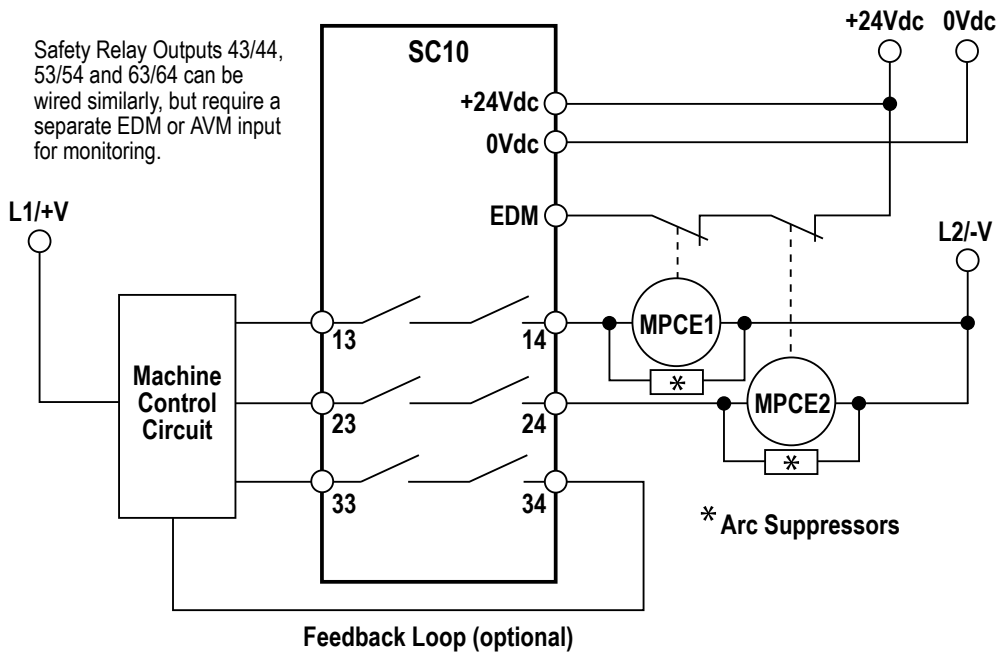 +24Vdc 0Vdc
Safety Relay Outputs 43/44,
53/54 and 63/64 can be
wired similarly, but require a
separate EDM or AVM input
for monitoring.
SC10
+24Vdc
0Vdc
EDM
L1/+V
L2/-V
13
14
MPCE1
*
Machine
Control
Circuit
23
24
MPCE2
*
33
34
* Arc Suppressors
Feedback Loop (optional)